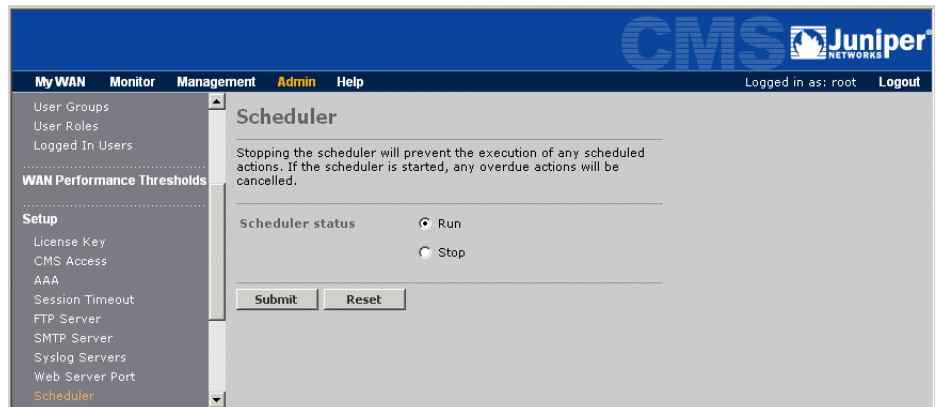 CMS
Juniper®
NETWORKS
My WAN Monitor Management Admin Help Logged in as: root Logout
User Groups
User Roles
Logged In Users
WAN Performance Thresholds
Setup
License Key
CMS Access
AAA
Session Timeout
FTP Server
SMTP Server
Syslog Servers
Web Server Port
Scheduler
Scheduler
Stopping the scheduler will prevent the execution of any scheduled
actions. If the scheduler is started, any overdue actions will be
cancelled.
Scheduler status Run
Stop
Submit Reset